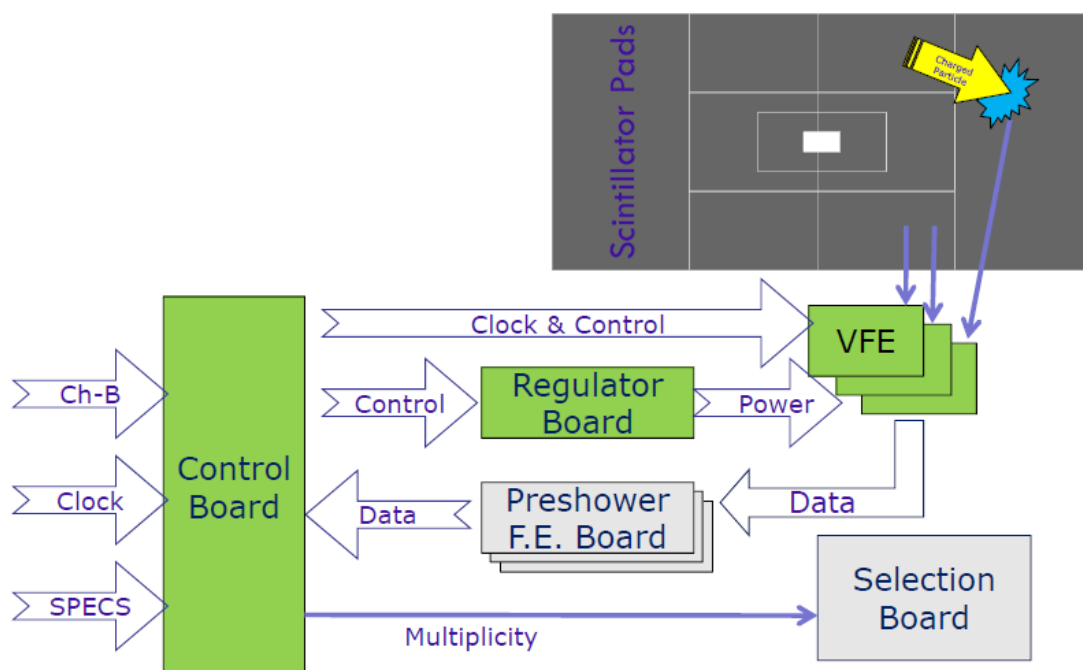 Scintillator Pads
Charged
Particle
Clock & Control
VFE
Ch-B
Control
Regulator
Board
Power
Control
Board
Clock
Data
Preshower
F.E. Board
Data
SPECS
Multiplicity
Selection
Board